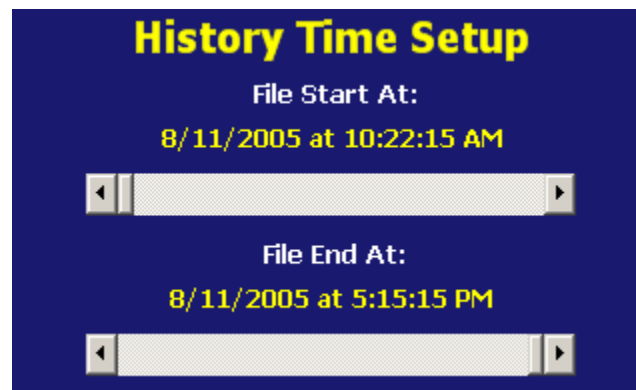 History Time Setup
File Start At:
8/11/2005 at 10:22:15 AM
File End At:
8/11/2005 at 5:15:15 PM